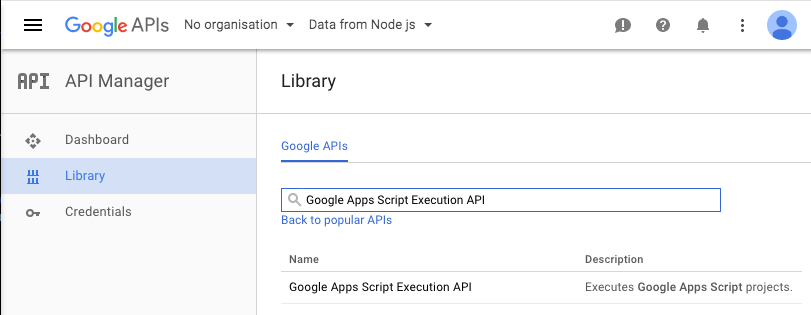 Google APIs No organisation Data from Node js
API API Manager
Library
Dashboard
Library
Credentials
Google APIs
Google Apps Script Execution API
Back to popular APIs
Name Description
Google Apps Script Execution API Executes Google Apps Script projects.